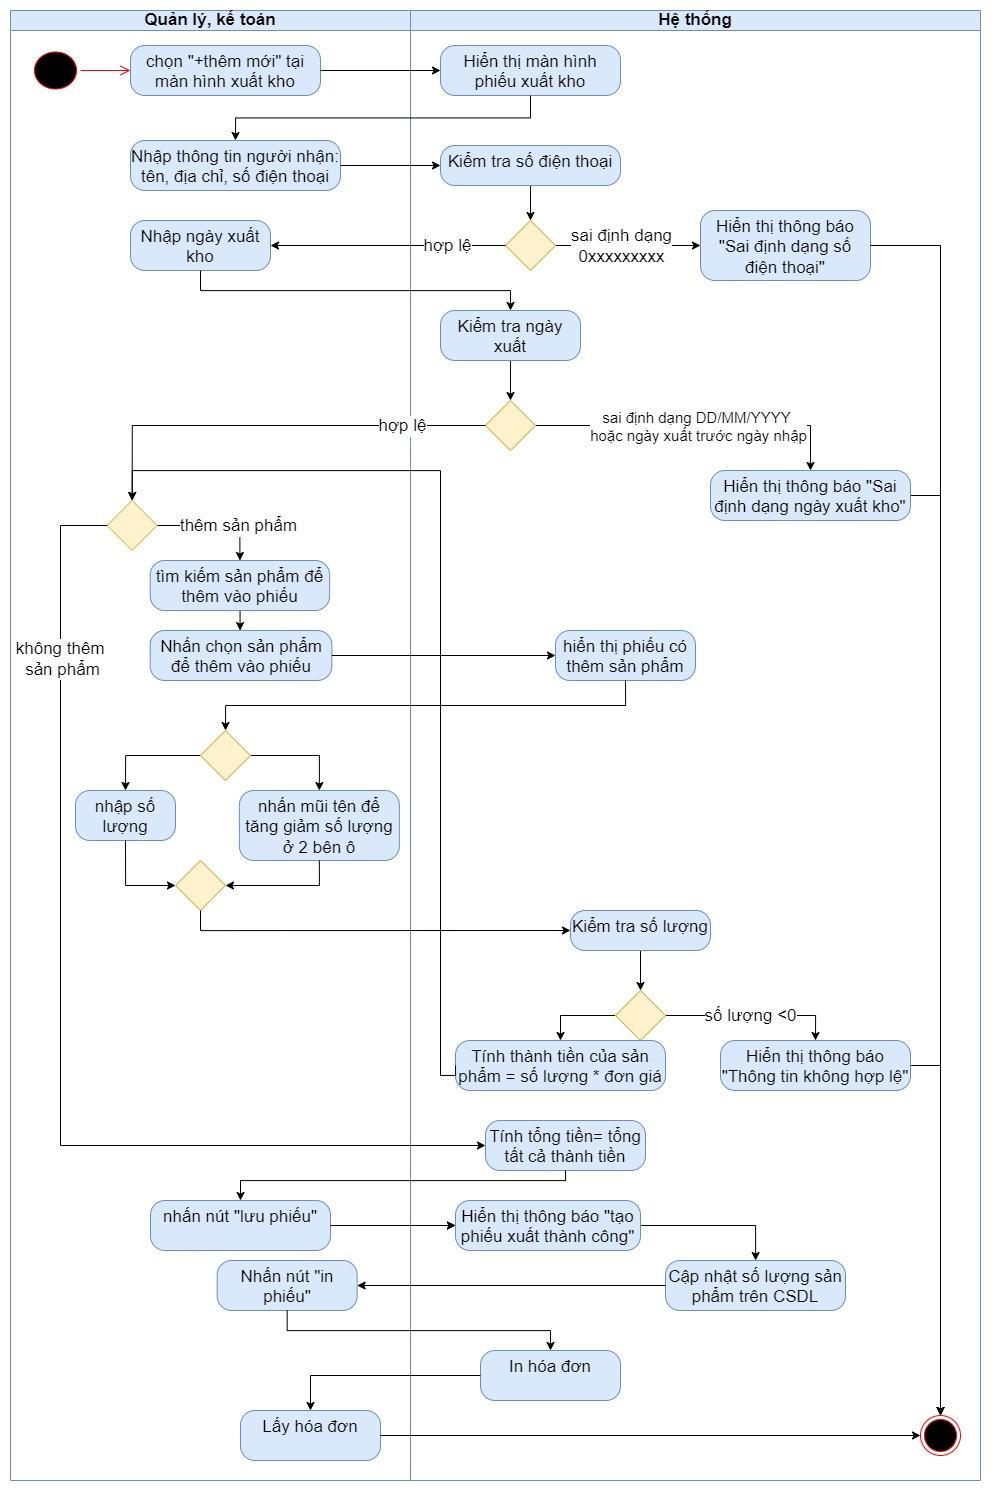 Quản lý, kế toán
Hệ thống
chọn "+thêm mới" tại
màn hình xuất kho
Hiển thị màn hình
phiếu xuất kho
Nhập thông tin người nhận:
tên, địa chỉ, số điện thoại
Kiểm tra số điện thoại
Nhập ngày xuất
kho
hợp lệ
sai định dạng
0xxxxxxxxx
Hiển thị thông báo
"Sai định dạng số
điện thoại"
Kiểm tra ngày
xuất
hợp lệ
sai định dạng DD/MM/YYYY
hoặc ngày xuất trước ngày nhập
Hiển thị thông báo "Sai
định dạng ngày xuất kho"
thêm sản phẩm
tìm kiếm sản phẩm để
thêm vào phiếu
không thêm
sản phẩm
Nhấn chọn sản phẩm
để thêm vào phiếu
hiển thị phiếu có
thêm sản phẩm
nhập số
lượng
nhấn mũi tên để
tăng giảm số lượng
ở 2 bên ô
Kiểm tra số lượng
số lượng <0
Tính thành tiền của sản
phẩm = số lượng * đơn giá
Hiển thị thông báo
"Thông tin không hợp lệ"
Tính tổng tiền= tổng
tất cả thành tiền
nhấn nút "lưu phiếu"
Hiển thị thông báo "tạo
phiếu xuất thành công"
Nhấn nút "in
phiếu"
Cập nhật số lượng sản
phẩm trên CSDL
In hóa đơn
Lấy hóa đơn